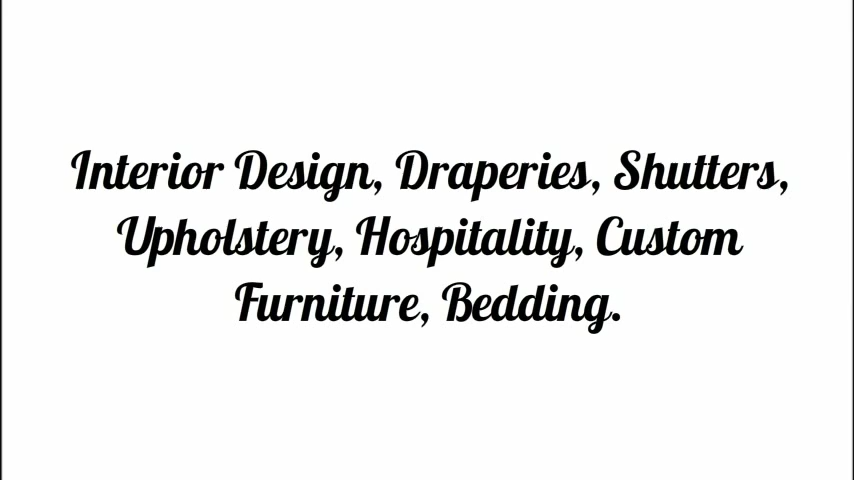 Interior Design, Draperies, Shutters,
Upholstery, Hospitality, Custom
Furniture, Bedding.